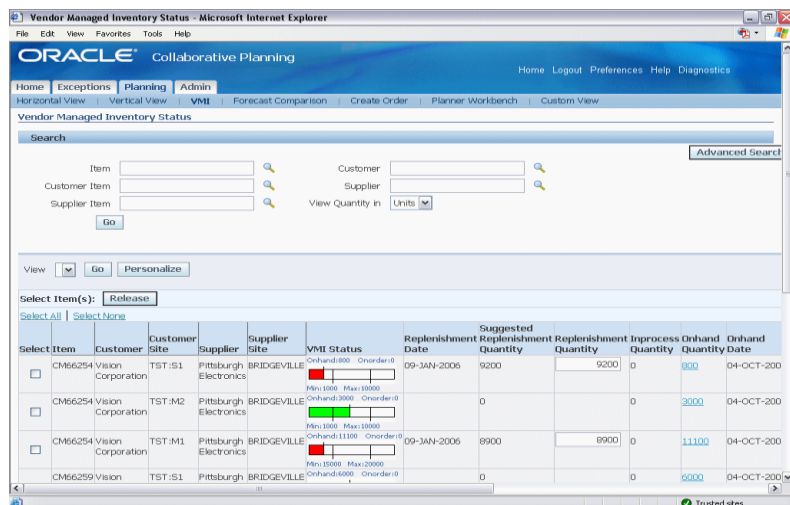 Vendor Managed Inventory Status - Microsoft Internet Explorer
File Edit View Favorites Tools Help
ORACLE® Collaborative Planning
Home Logout Preferences Help Diagnostics
Home Exceptions Planning Admin
Horizontal View | Vertical View | VMI | Forecast Comparison | Create Order | Planner Workbench | Custom View
Vendor Managed Inventory Status
Search
Advanced Search
Item Customer
Customer Item Supplier
Supplier Item View Quantity in Units
Go
View Go Personalize
Select Item(s): Release
Select All | Select None
Select Item Customer Customer Site Supplier Supplier Site VMI Status Replenishment Date Suggested Replenishment Quantity Replenishment Quantity Inprocess Quantity Onhand Quantity Onhand Date
CM66254 Vision Corporation TST:S1 Pittsburgh Electronics BRIDGEVILLE Onhand:800 Onorder:0 09-JAN-2006 9200 9200 0 800 04-OCT-200
Min:1000 Max:10000
CM66254 Vision Corporation TST:M2 Pittsburgh Electronics BRIDGEVILLE Onhand:3000 Onorder:0 0 0 3000 04-OCT-200
Min:1000 Max:10000
CM66254 Vision Corporation TST:M1 Pittsburgh Electronics BRIDGEVILLE Onhand:11100 Onorder:0 09-JAN-2006 8900 8900 0 11100 04-OCT-200
Min:15000 Max:20000
CM66259 Vision TST:S1 Pittsburgh BRIDGEVILLE Onhand:6000 Onorder:0 0 0 6000 04-OCT-200
Trusted sites